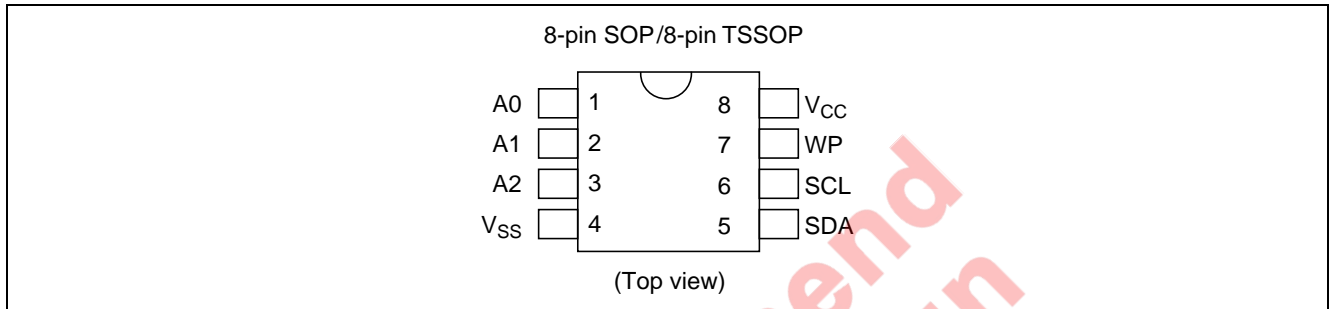 8-pin SOP/8-pin TSSOP
A0 1 8 VCC
A1 2 7 WP
A2 3 6 SCL
VSS 4 5 SDA
(Top view)
end